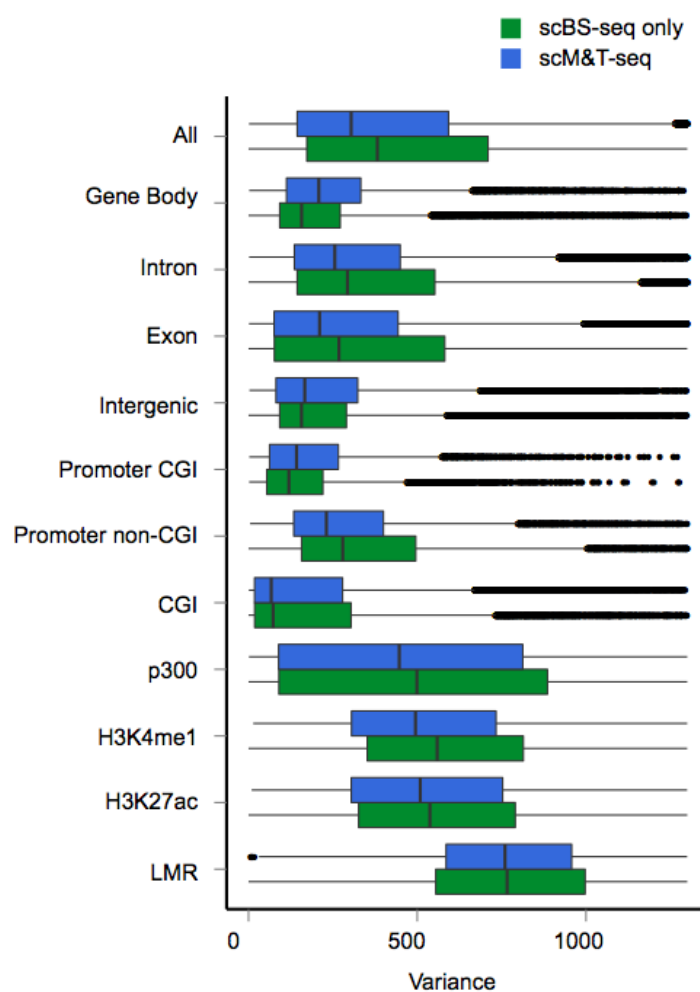 scBS-seq only
scM&T-seq
All
Gene Body
Intron
Exon
Intergenic
Promoter CGI
Promoter non-CGI
CGI
p300
H3K4me1
H3K27ac
LMR
0 500 1000
Variance